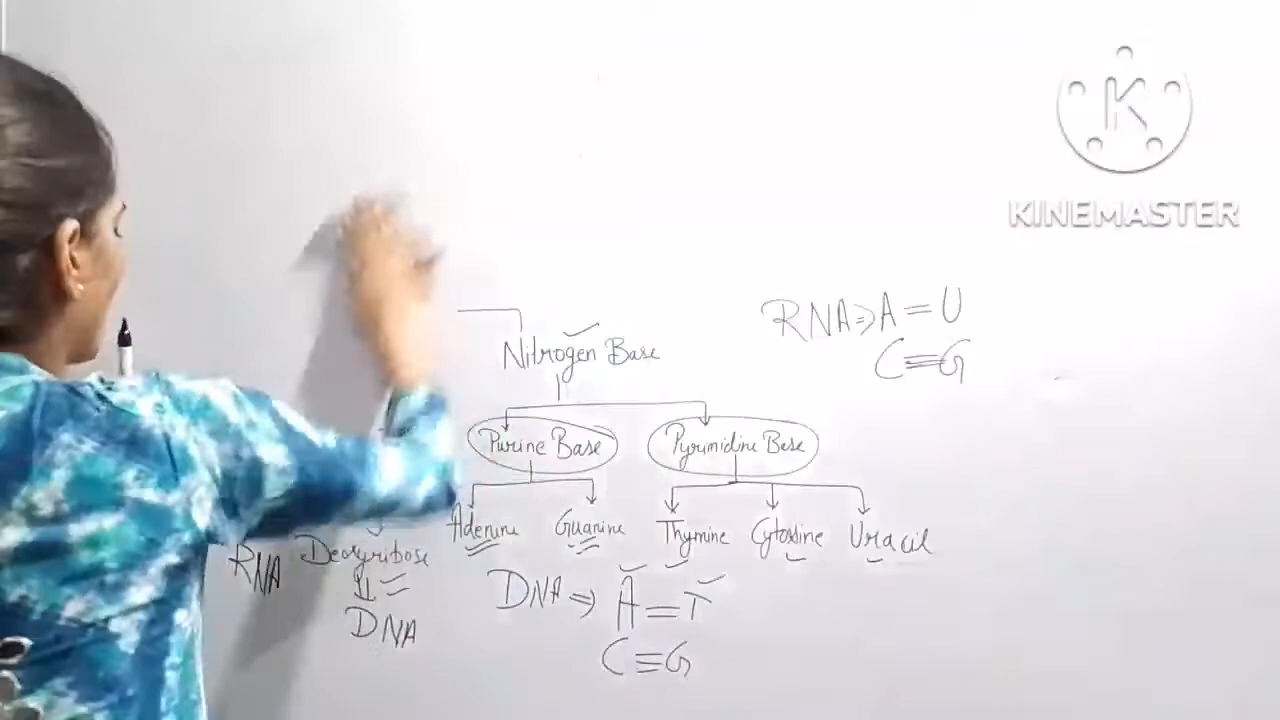 KINEMASTER
RNA⇒ A = U
C≡G
Nitrogen Base
Purine Base Pyrimidine Base
Adenine Guanine Thymine Cytosine Uracil
RNA Deoxyribose
DNA ⇒ A = T
DNA
C≡G